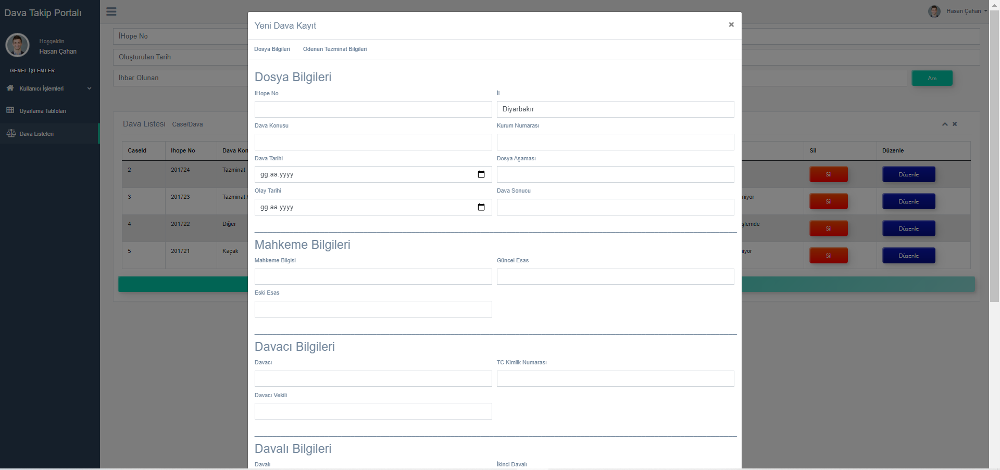 Dava Takip Portalı
Hasan Çahan
Hoşgeldin
Hasan Çahan
GENEL İŞLEMLER
Kullanıcı İşlemleri
Uyarlama Tabloları
Dava Listeleri
İHope No
Oluşturulan Tarih
İhbar Olunan
Ara
Dava Listesi Case/Dava
CaseId Ihope No Dava Kon Sil Düzenle
2 201724 Tazminat Sil Düzenle
3 201723 Tazminat / niyor Sil Düzenle
4 201722 Diğer şlemde Sil Düzenle
5 201721 Kaçak niyor Sil Düzenle
Yeni Dava Kayıt ×
Dosya Bilgileri Ödenen Tezminat Bilgileri
Dosya Bilgileri
IHope No İl
Diyarbakır
Dava Konusu Kurum Numarası
Dava Tarihi Dosya Aşaması
gg.aa.yyyy
Olay Tarihi Dava Sonucu
gg.aa.yyyy
Mahkeme Bilgileri
Mahkeme Bilgisi Güncel Esas
Eski Esas
Davacı Bilgileri
Davacı TC Kimlik Numarası
Davacı Vekili
Davalı Bilgileri
Davalı İkinci Davalı